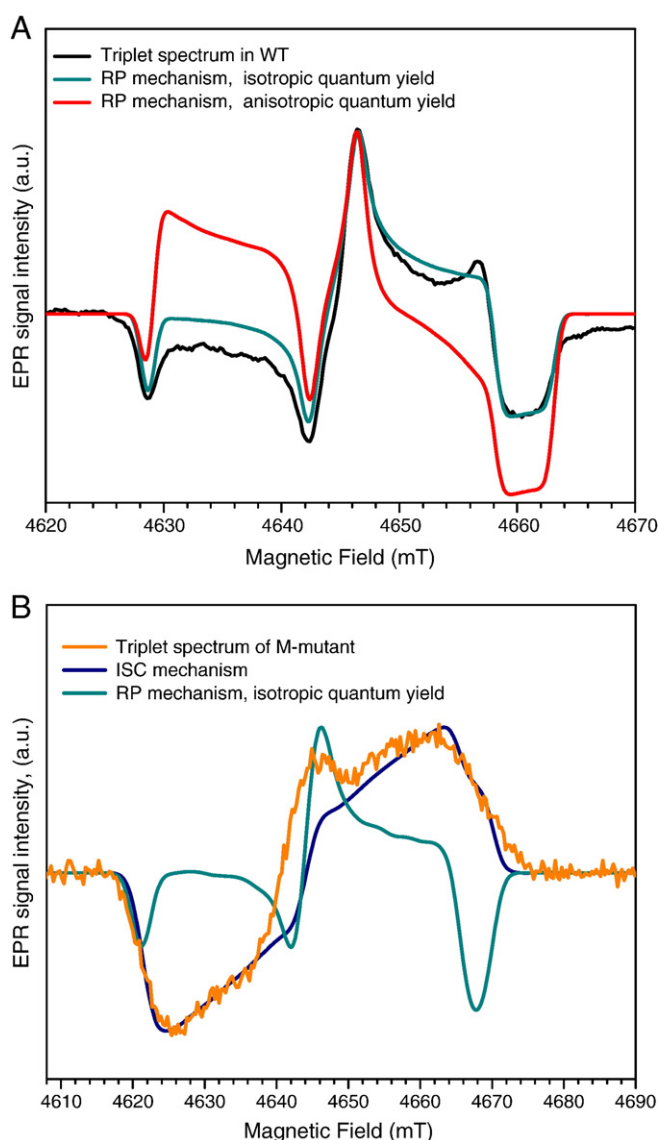 A
Triplet spectrum in WT
RP mechanism, isotropic quantum yield
RP mechanism, anisotropic quantum yield
EPR signal intensity (a.u.)
4620 4630 4640 4650 4660 4670
Magnetic Field (mT)
B
Triplet spectrum of M-mutant
ISC mechanism
RP mechanism, isotropic quantum yield
EPR signal intensity, (a.u.)
4610 4620 4630 4640 4650 4660 4670 4680 4690
Magnetic Field (mT)